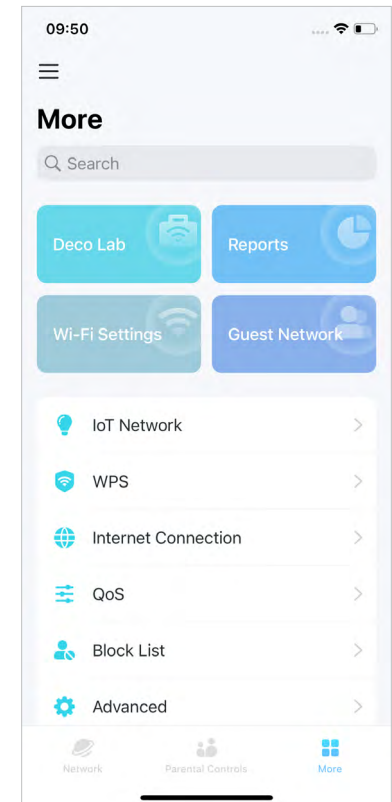 09:50
More
Search
Deco Lab
Reports
Wi-Fi Settings
Guest Network
IoT Network
WPS
Internet Connection
QoS
Block List
Advanced
Network
Parental Controls
More